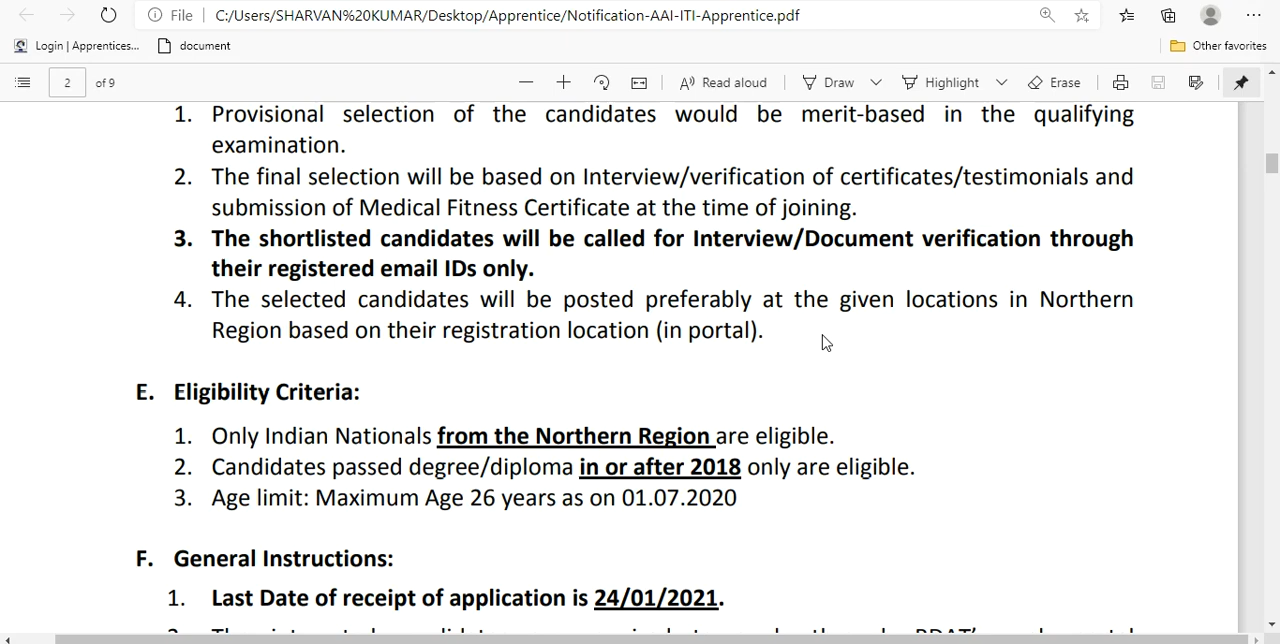 File C:/Users/SHARVAN%20KUMAR/Desktop/Apprentice/Notification-AAI-ITI-Apprentice.pdf
Login | Apprentices... document Other favorites
2 of 9 Read aloud Draw Highlight Erase
1. Provisional selection of the candidates would be merit-based in the qualifying
examination.
2. The final selection will be based on Interview/verification of certificates/testimonials and
submission of Medical Fitness Certificate at the time of joining.
3. The shortlisted candidates will be called for Interview/Document verification through
their registered email IDs only.
4. The selected candidates will be posted preferably at the given locations in Northern
Region based on their registration location (in portal).
E. Eligibility Criteria:
1. Only Indian Nationals from the Northern Region are eligible.
2. Candidates passed degree/diploma in or after 2018 only are eligible.
3. Age limit: Maximum Age 26 years as on 01.07.2020
F. General Instructions:
1. Last Date of receipt of application is 24/01/2021.